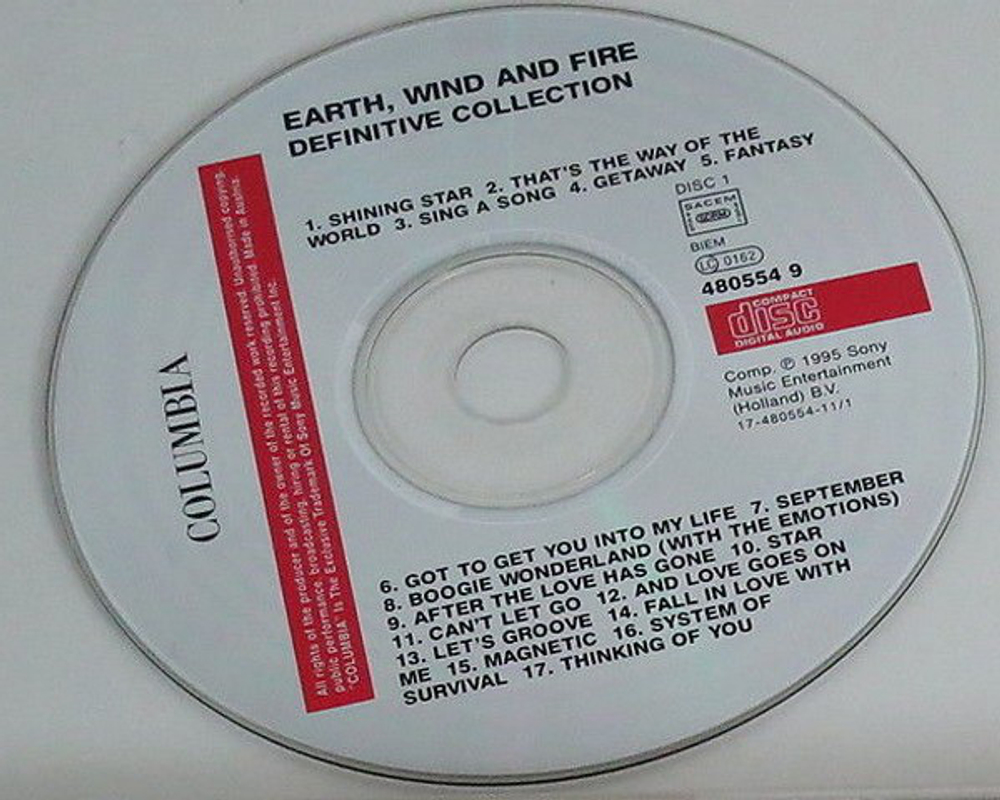 EARTH, WIND AND FIRE
DEFINITIVE COLLECTION
1. SHINING STAR 2. THAT'S THE WAY OF THE
WORLD 3. SING A SONG 4. GETAWAY 5. FANTASY
DISC 1
SACEM
BIEM
LC 0162
480554 9
COMPACT
disc
DIGITAL AUDIO
Comp. ℗ 1995 Sony
Music Entertainment
(Holland) B.V.
17-480554-11/1
COLUMBIA
All rights of the producer and of the owner of the recorded work reserved. Unauthorised copying,
public performance, broadcasting, hiring or rental of this recording prohibited. Made in Austria.
"COLUMBIA" Is The Exclusive Trademark Of Sony Music Entertainment Inc.
6. GOT TO GET YOU INTO MY LIFE 7. SEPTEMBER
8. BOOGIE WONDERLAND (WITH THE EMOTIONS)
9. AFTER THE LOVE HAS GONE 10. STAR
11. CAN'T LET GO 12. AND LOVE GOES ON
13. LET'S GROOVE 14. FALL IN LOVE WITH
ME 15. MAGNETIC 16. SYSTEM OF
SURVIVAL 17. THINKING OF YOU